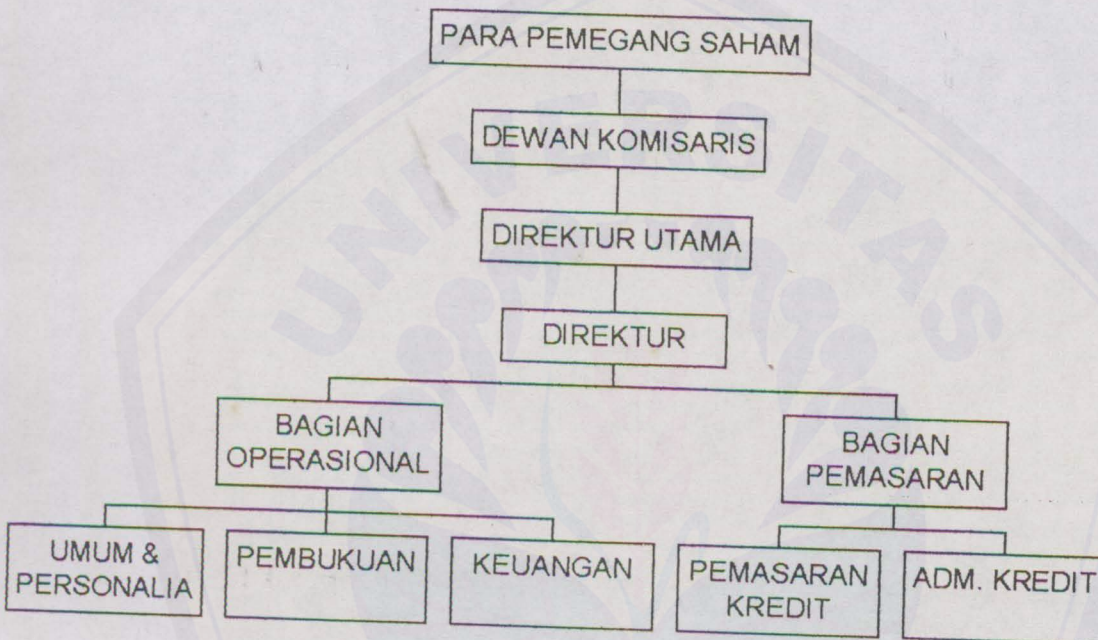 PARA PEMEGANG SAHAM
DEWAN KOMISARIS
DIREKTUR UTAMA
DIREKTUR
BAGIAN
OPERASIONAL
BAGIAN
PEMASARAN
UMUM &
PERSONALIA
PEMBUKUAN
KEUANGAN
PEMASARAN
KREDIT
ADM. KREDIT
UNIVERSITAS